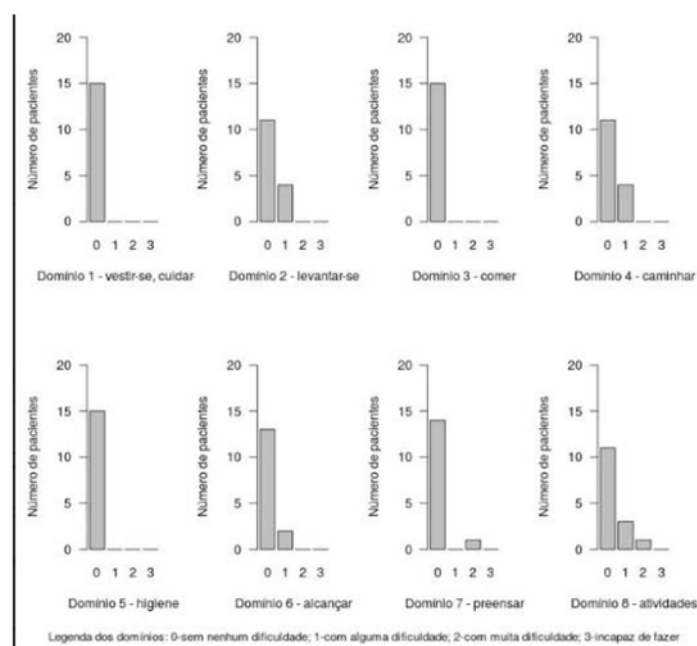 20 20 20 20
15 15 15 15
10 10 10 10
5 5 5 5
0 0 0 0
Número de pacientes Número de pacientes Número de pacientes Número de pacientes
0 1 2 3 0 1 2 3 0 1 2 3 0 1 2 3
Domínio 1 - vestir-se, cuidar- Domínio 2 - levantar-se Domínio 3 - comer Domínio 4 - caminhar
20 20 20 20
15 15 15 15
10 10 10 10
5 5 5 5
0 0 0 0
Número de pacientes Número de pacientes Número de pacientes Número de pacientes
0 1 2 3 0 1 2 3 0 1 2 3 0 1 2 3
Domínio 5 - higiene Domínio 6 - alcançar Domínio 7 - preensar Domínio 8 - atividades
Legenda dos domínios: 0-sem nenhum dificuldade; 1-com alguma dificuldade; 2-com muita dificuldade; 3-incapaz de fazer